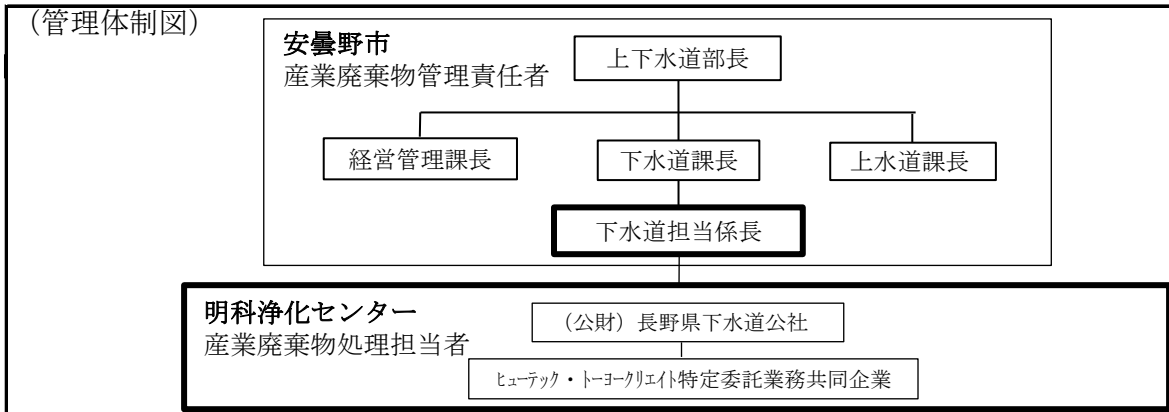 (管理体制図)
安曇野市
産業廃棄物管理責任者
上下水道部長
経営管理課長
下水道課長
上水道課長
下水道担当係長
明科浄化センター
産業廃棄物処理担当者
(公財)長野県下水道公社
ﾋｭｰﾃｯｸ・ﾄｰﾖｰｸﾘｴｲﾄ特定委託業務共同企業